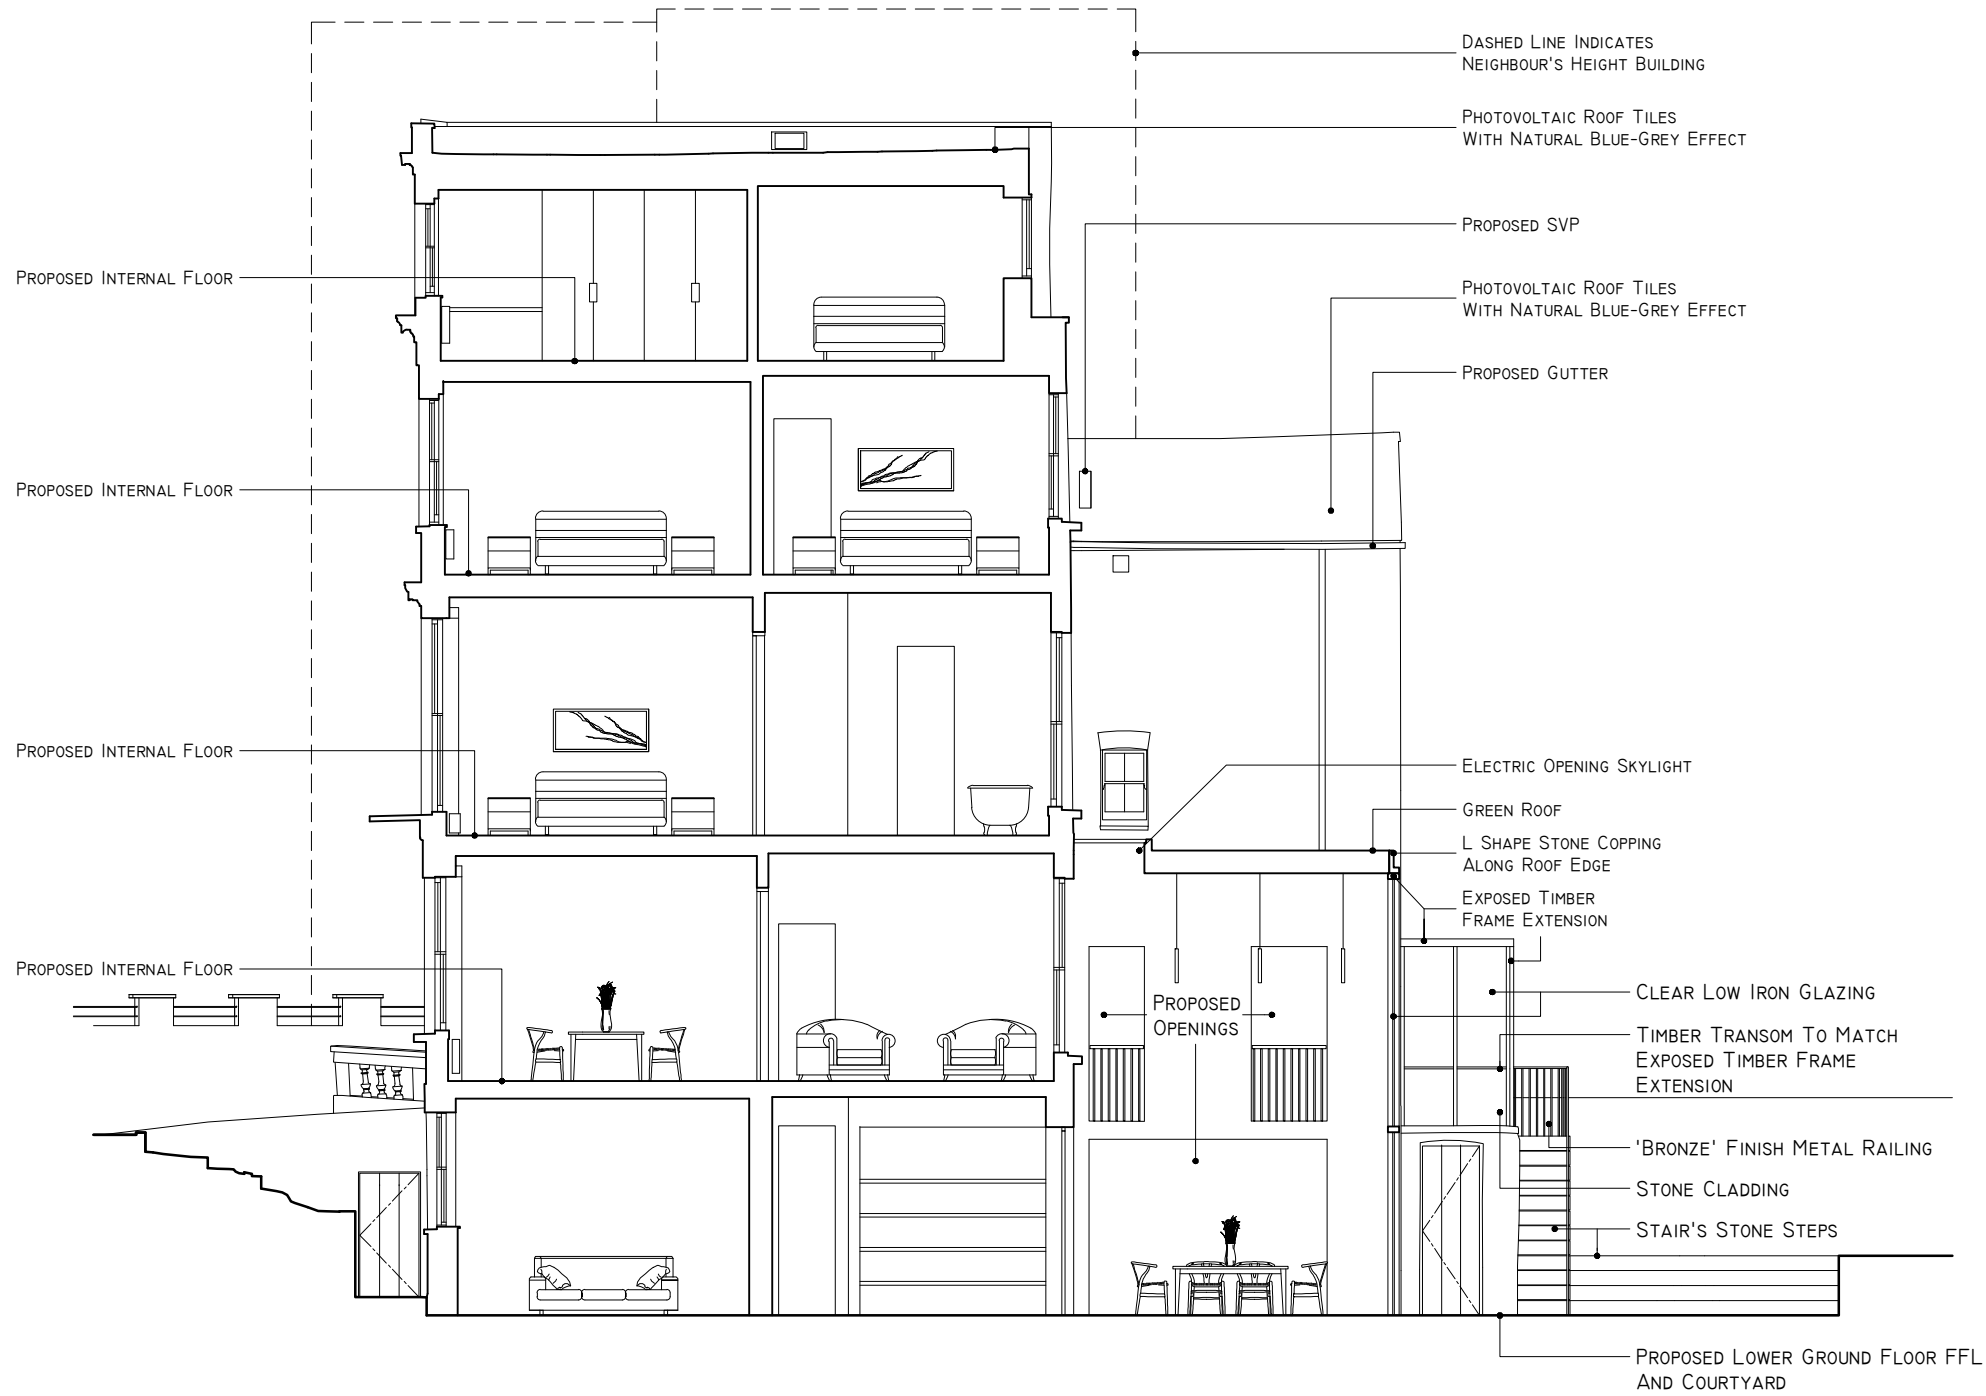 Dashed Line Indicates
Neighbour's Height Building
Photovoltaic Roof Tiles
With Natural Blue-Grey Effect
Proposed SVP
Proposed Internal Floor
Photovoltaic Roof Tiles
With Natural Blue-Grey Effect
Proposed Gutter
Proposed Internal Floor
Proposed Internal Floor
Electric Opening Skylight
Green Roof
L Shape Stone Copping
Along Roof Edge
Exposed Timber
Frame Extension
Proposed Internal Floor
Proposed
Openings
Clear Low Iron Glazing
Timber Transom To Match
Exposed Timber Frame
Extension
'Bronze' Finish Metal Railing
Stone Cladding
Stair's Stone Steps
Proposed Lower Ground Floor FFL
And Courtyard